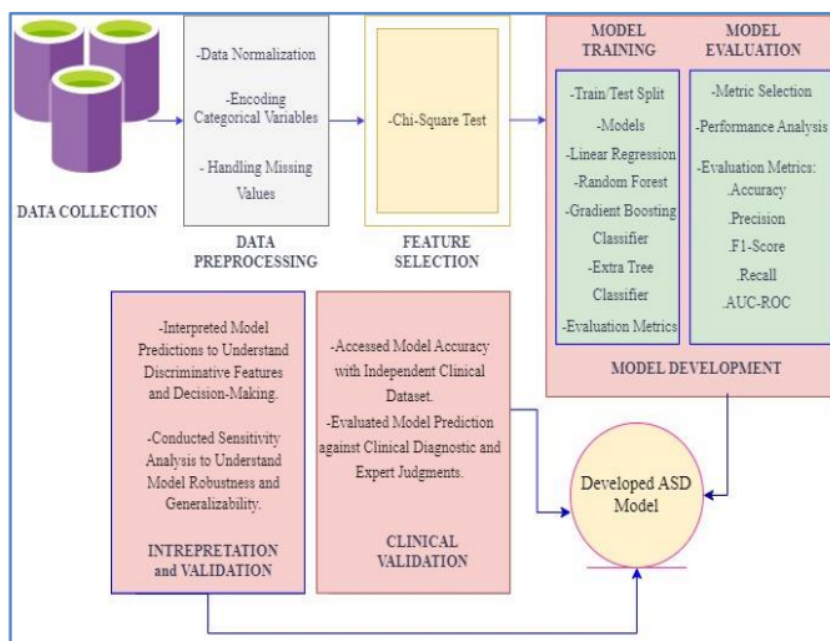 DATA COLLECTION
-Data Normalization
-Encoding
Categorical Variables
- Handling Missing
Values
DATA
PREPROCESSING
-Chi-Square Test
FEATURE
SELECTION
MODEL
TRAINING
-Train/Test Split
-Models
-Linear Regression
-Random Forest
-Gradient Boosting
Classifier
-Extra Tree
Classifier
-Evaluation Metrics
MODEL
EVALUATION
-Metric Selection
-Performance Analysis
-Evaluation Metrics:
.Accuracy
.Precision
.F1-Score
.Recall
.AUC-ROC
MODEL DEVELOPMENT
-Interpreted Model
Predictions to Understand
Discriminative Features
and Decision-Making.
-Conducted Sensitivity
Analysis to Understand
Model Robustness and
Generalizability.
INTREPRETATION
and VALIDATION
-Accessed Model Accuracy
with Independent Clinical
Dataset.
-Evaluated Model Prediction
against Clinical Diagnostic and
Expert Judgments.
CLINICAL
VALIDATION
Developed ASD
Model